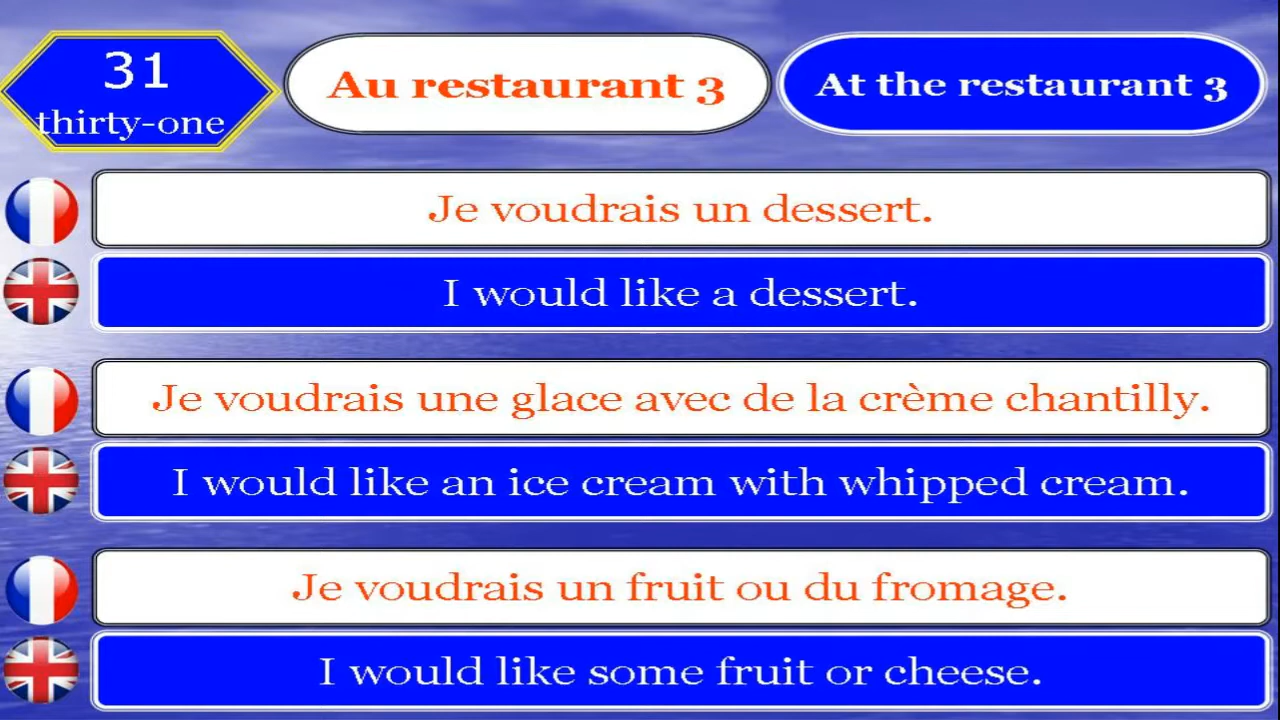 31
thirty-one
Au restaurant 3
At the restaurant 3
Je voudrais un dessert.
I would like a dessert.
Je voudrais une glace avec de la crème chantilly.
I would like an ice cream with whipped cream.
Je voudrais un fruit ou du fromage.
I would like some fruit or cheese.